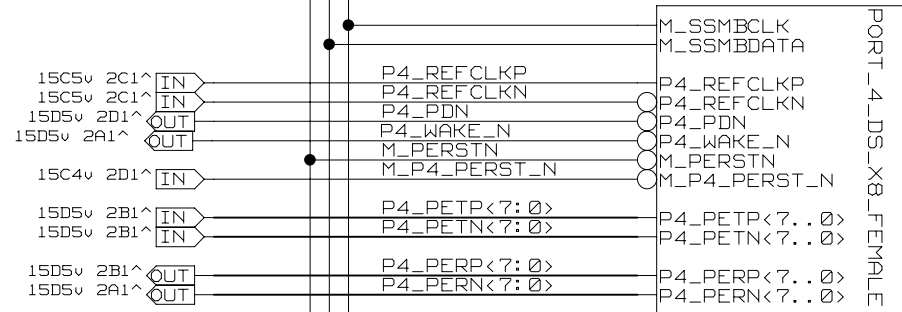 M_SSMBCLK
M_SSMBDATA
15C5v 2C1^ IN P4_REFCLKP P4_REFCLKP
15C5v 2C1^ IN P4_REFCLKN P4_REFCLKN
15D5v 2D1^ OUT P4_PDN P4_PDN
15D5v 2A1^ OUT P4_WAKE_N P4_WAKE_N
M_PERSTN M_PERSTN
15C4v 2D1^ IN M_P4_PERST_N M_P4_PERST_N
15D5v 2B1^ IN P4_PETP<7:0> P4_PETP<7..0>
15D5v 2B1^ IN P4_PETN<7:0> P4_PETN<7..0>
15D5v 2B1^ OUT P4_PERP<7:0> P4_PERP<7..0>
15D5v 2A1^ OUT P4_PERN<7:0> P4_PERN<7..0>
PORT_4_DS_X8_FEMALE